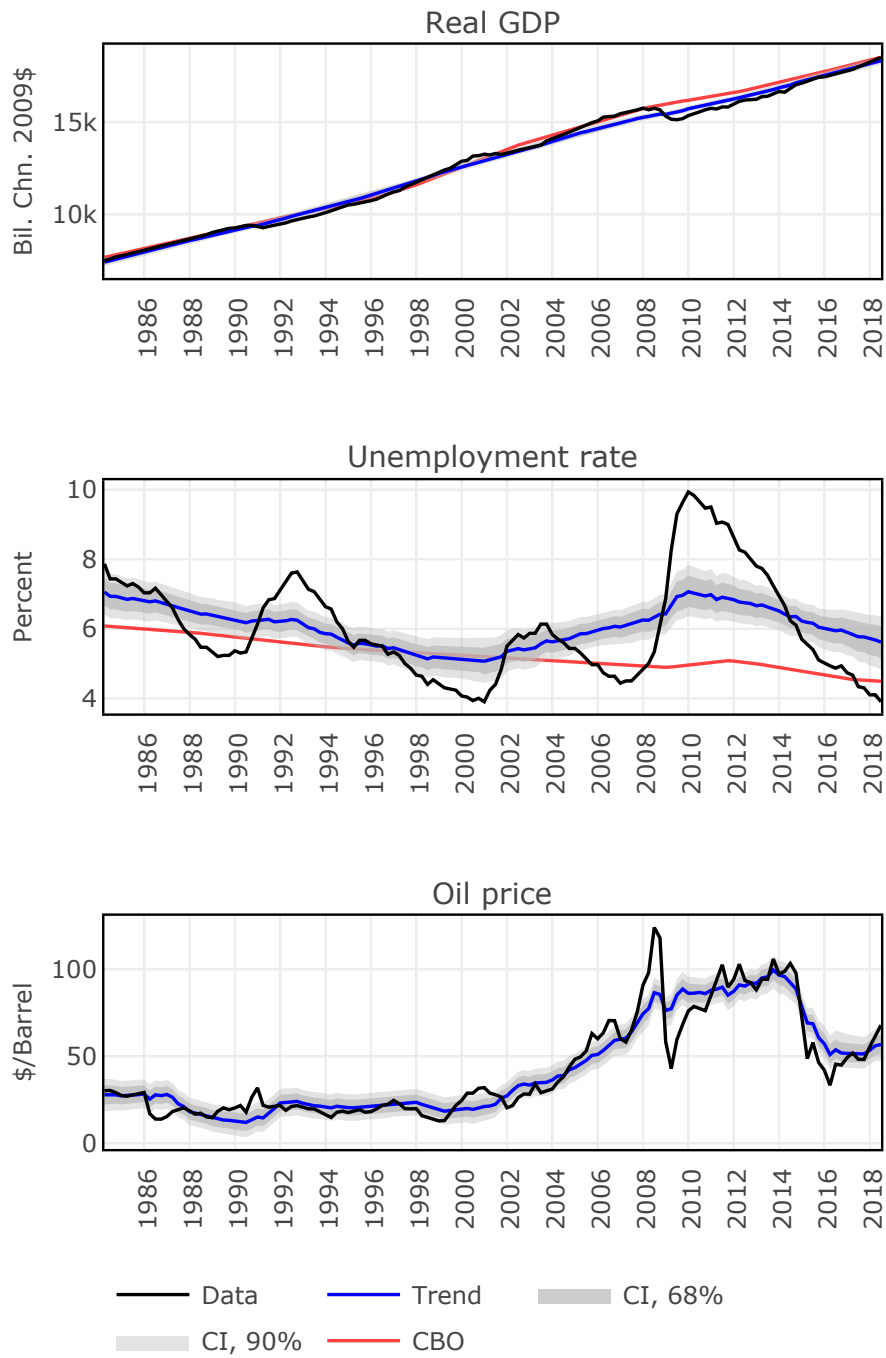 Real GDP
Bil. Chn. 2009$
15k
10k
1986 1988 1990 1992 1994 1996 1998 2000 2002 2004 2006 2008 2010 2012 2014 2016 2018
Unemployment rate
Percent
10
8
6
4
1986 1988 1990 1992 1994 1996 1998 2000 2002 2004 2006 2008 2010 2012 2014 2016 2018
Oil price
$/Barrel
100
50
0
1986 1988 1990 1992 1994 1996 1998 2000 2002 2004 2006 2008 2010 2012 2014 2016 2018
Data Trend CI, 68%
CI, 90% CBO